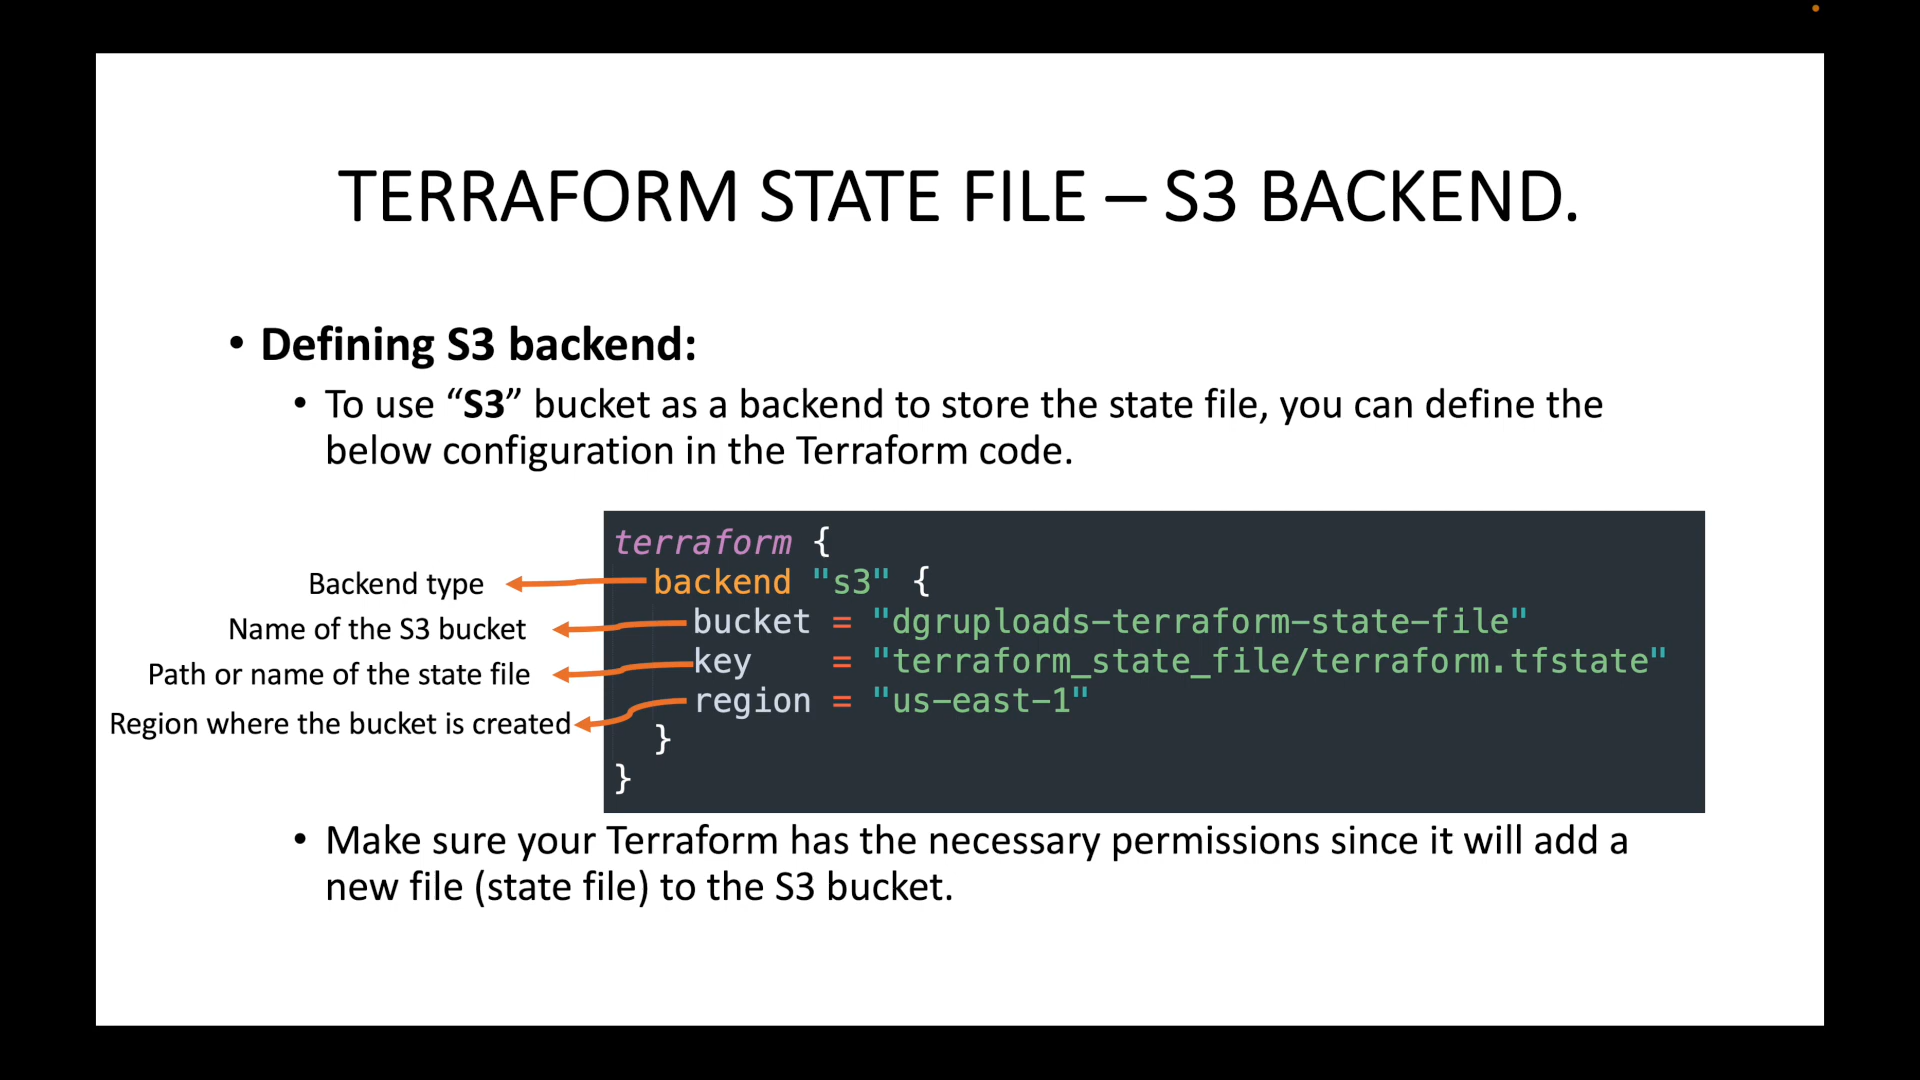 TERRAFORM STATE FILE – S3 BACKEND.
• Defining S3 backend:
• To use “S3” bucket as a backend to store the state file, you can define the
below configuration in the Terraform code.
Backend type
Name of the S3 bucket
Path or name of the state file
Region where the bucket is created
terraform {
  backend "s3" {
    bucket = "dgruploads-terraform-state-file"
    key    = "terraform_state_file/terraform.tfstate"
    region = "us-east-1"
  }
}
• Make sure your Terraform has the necessary permissions since it will add a
new file (state file) to the S3 bucket.